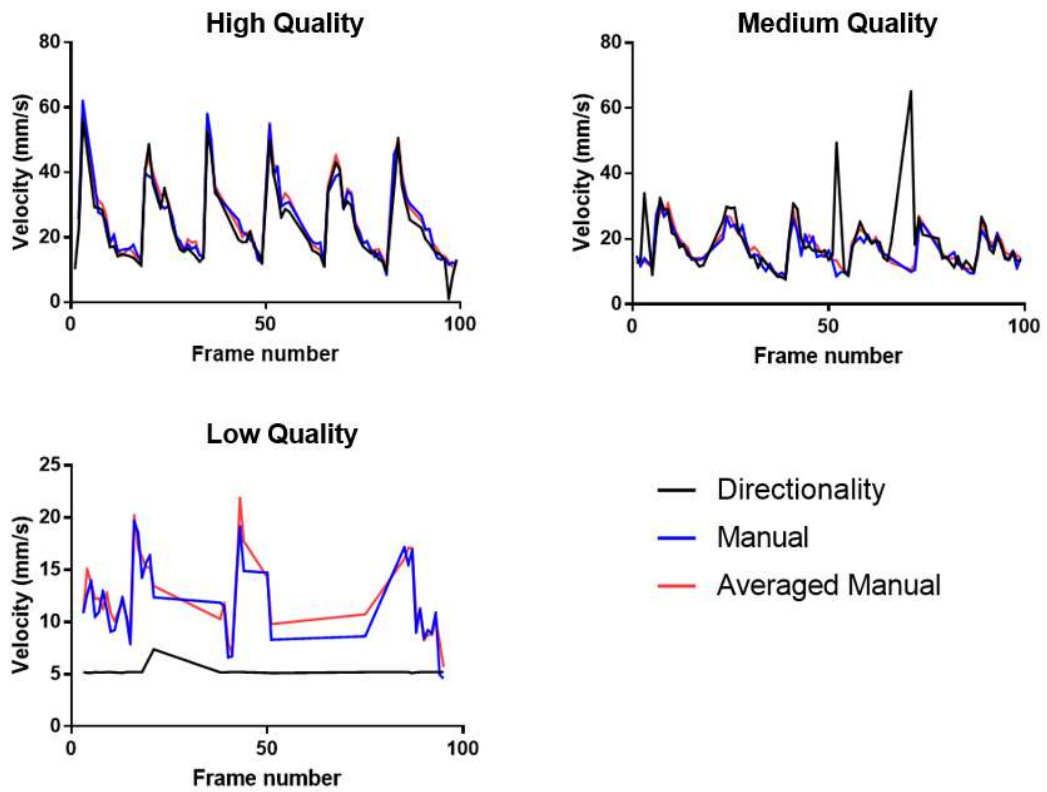 High Quality
Velocity (mm/s)
80
60
40
20
0
0 50 100
Frame number
Medium Quality
Velocity (mm/s)
80
60
40
20
0
0 50 100
Frame number
Low Quality
Velocity (mm/s)
25
20
15
10
5
0
0 50 100
Frame number
Directionality
Manual
Averaged Manual